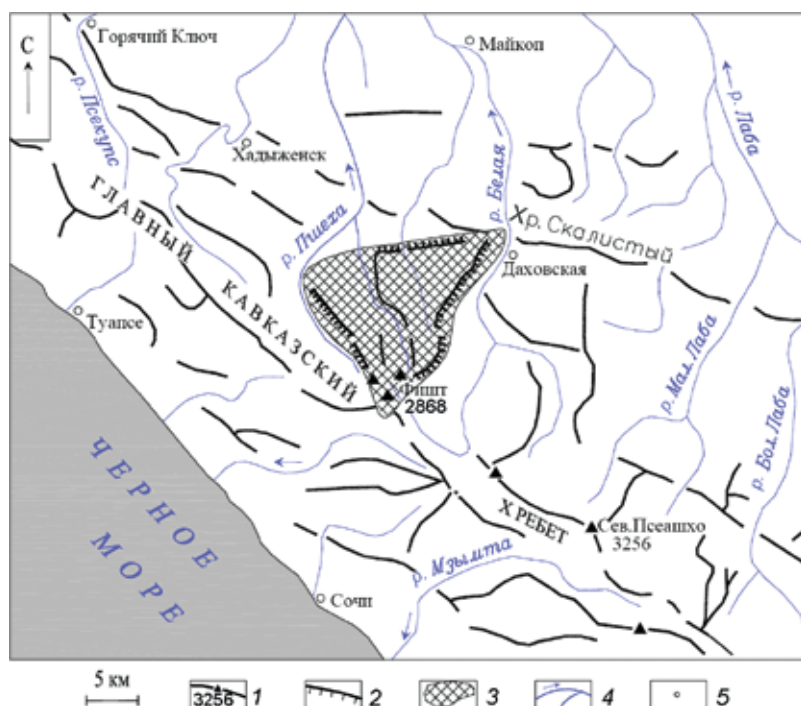 Горячий Ключ
Майкоп
С
р. Псекупс
р. Лаба
Хадыженск
р. Белая
ГЛАВНЫЙ
р. Пшеха
Хр. Скалистый
Даховская
КАВКАЗСКИЙ
Туапсе
р. Мал. Лаба
Фишт
2868
р. Бол. Лаба
ЧЕРНОЕ
МОРЕ
ХРЕБЕТ
Сев. Псеашхо
3256
р. Мзымта
Сочи
5 км
3256
1
2
3
4
5